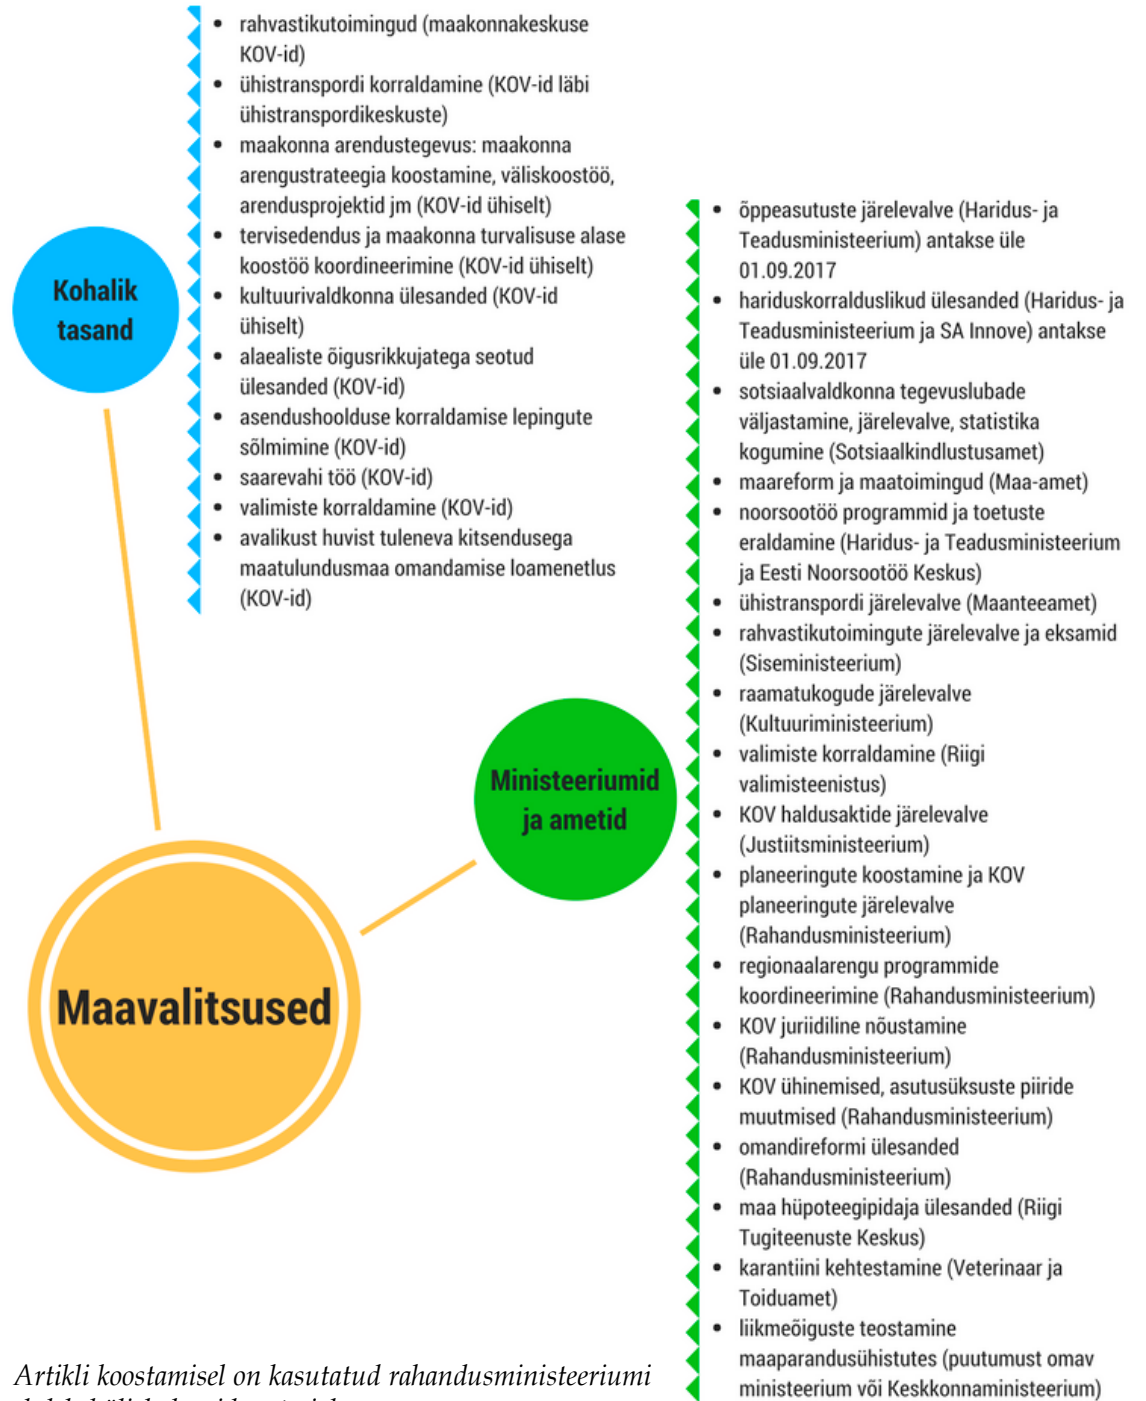 • rahvastikutoimingud (maakonnakeskuse
KOV-id)
• ühistranspordi korraldamine (KOV-id läbi
ühistranspordikeskuste)
• maakonna arendustegevus: maakonna
arengustrateegia koostamine, väliskoostöö,
arendusprojektid jm (KOV-id ühiselt)
• tervisedendus ja maakonna turvalisuse alase
koostöö koordineerimine (KOV-id ühiselt)
• kultuurivaldkonna ülesanded (KOV-id
ühiselt)
• alaealiste õigusrikkujatega seotud
ülesanded (KOV-id)
• asendushoolduse korraldamise lepingute
sõlmimine (KOV-id)
• saarevahi töö (KOV-id)
• valimiste korraldamine (KOV-id)
• avalikust huvist tuleneva kitsendusega
maatulundusmaa omandamise loamenetlus
(KOV-id)
Kohalik
tasand
• õppeasutuste järelevalve (Haridus- ja
Teadusministeerium) antakse üle
01.09.2017
• hariduskorralduslikud ülesanded (Haridus- ja
Teadusministeerium ja SA Innove) antakse
üle 01.09.2017
• sotsiaalvaldkonna tegevuslubade
väljastamine, järelevalve, statistika
kogumine (Sotsiaalkindlustusamet)
• maareform ja maatoimingud (Maa-amet)
• noorsootöö programmid ja toetuste
eraldamine (Haridus- ja Teadusministeerium
ja Eesti Noorsootöö Keskus)
• ühistranspordi järelevalve (Maanteeamet)
• rahvastikutoimingute järelevalve ja eksamid
(Siseministeerium)
• raamatukogude järelevalve
(Kultuuriministeerium)
• valimiste korraldamine (Riigi
valimisteenistus)
• KOV haldusaktide järelevalve
(Justiitsministeerium)
• planeeringute koostamine ja KOV
planeeringute järelevalve
(Rahandusministeerium)
• regionaalarengu programmide
koordineerimine (Rahandusministeerium)
• KOV juriidiline nõustamine
(Rahandusministeerium)
• KOV ühinemised, asutusüksuste piiride
muutmised (Rahandusministeerium)
• omandireformi ülesanded
(Rahandusministeerium)
• maa hüpoteegipidaja ülesanded (Riigi
Tugiteenuste Keskus)
• karantiini kehtestamine (Veterinaar ja
Toiduamet)
• liikmeõiguste teostamine
maaparandusühistutes (puutumust omav
ministeerium või Keskkonnaministeerium)
Ministeeriumid
ja ametid
Maavalitsused
Artikli koostamisel on kasutatud rahandusministeeriumi